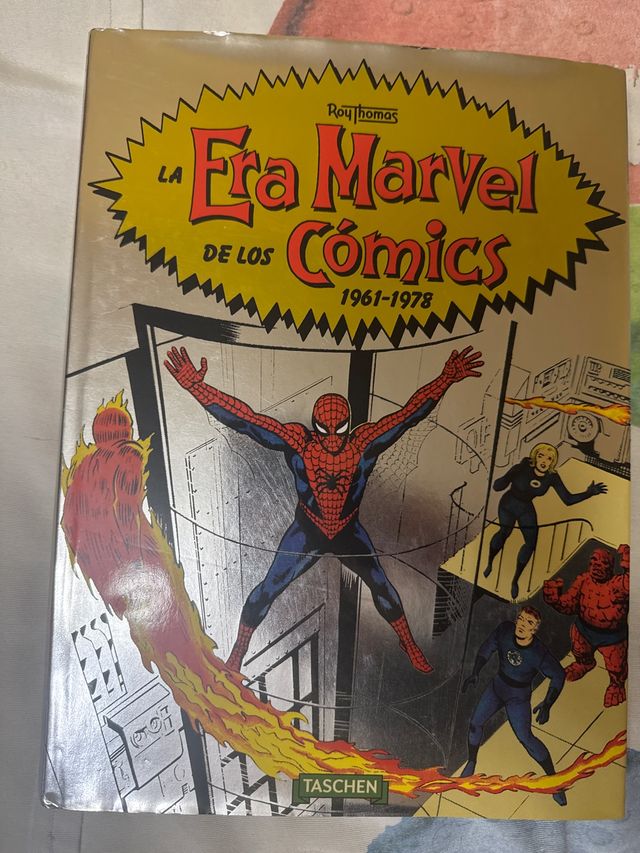 Roy Thomas
LA Era Marvel
DE LOS Cómics
1961-1978
TASCHEN